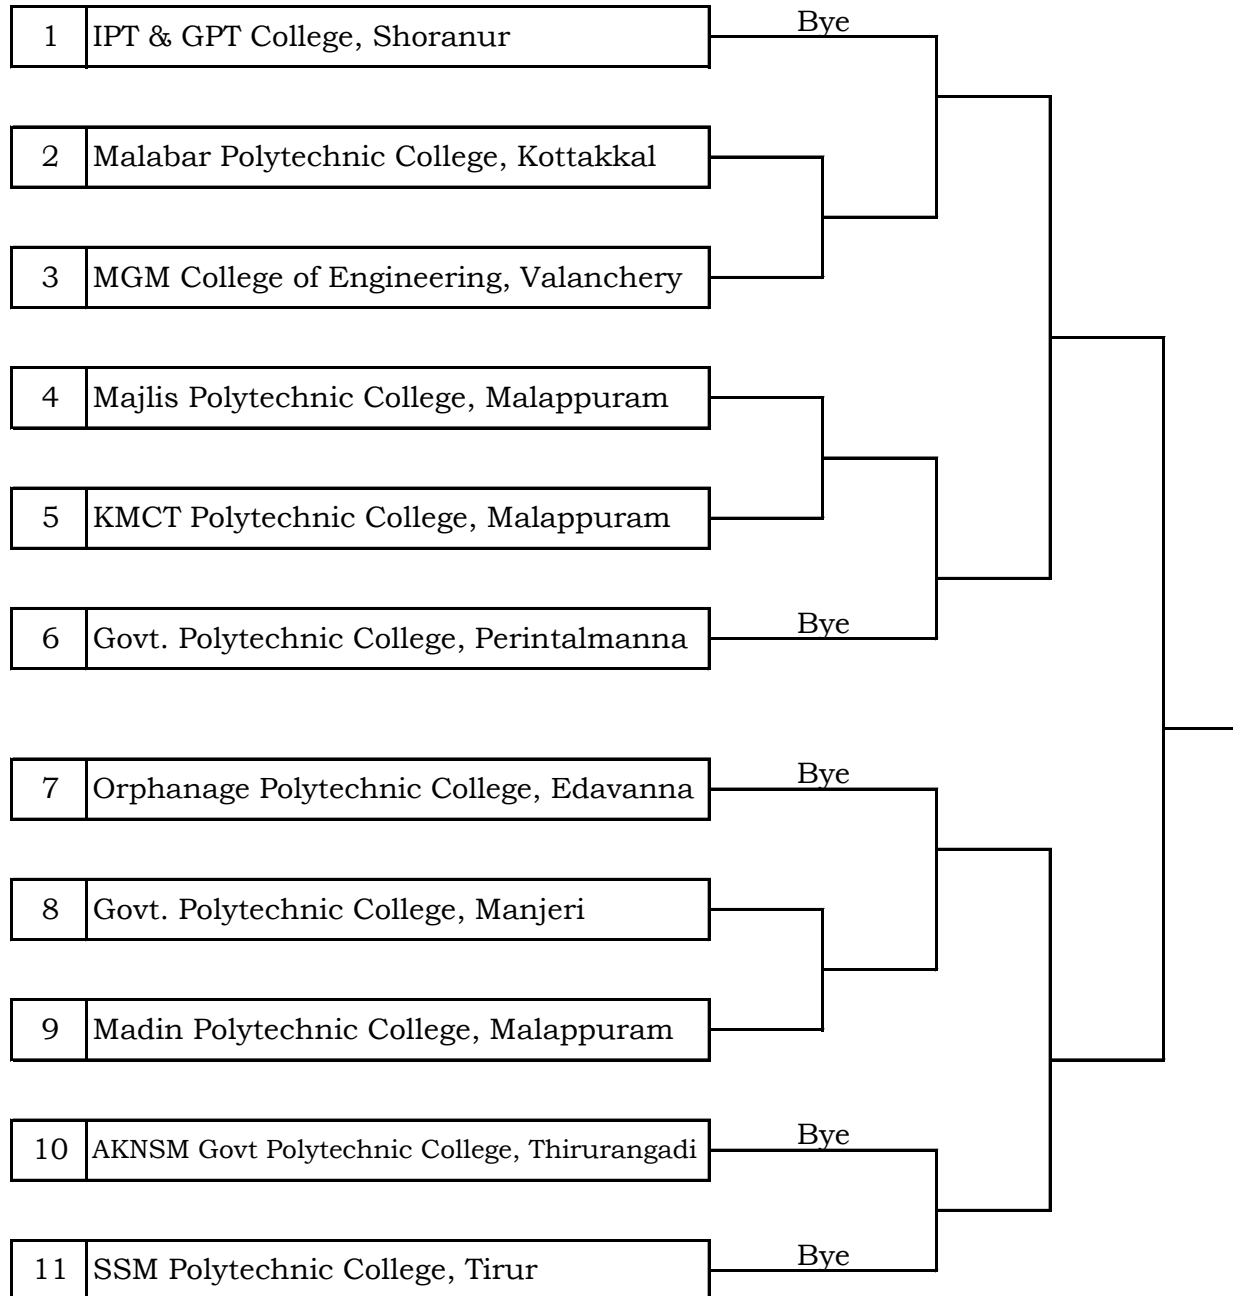 1 IPT & GPT College, Shoranur Bye
2 Malabar Polytechnic College, Kottakkal
3 MGM College of Engineering, Valanchery
4 Majlis Polytechnic College, Malappuram
5 KMCT Polytechnic College, Malappuram
6 Govt. Polytechnic College, Perintalmanna Bye
7 Orphanage Polytechnic College, Edavanna Bye
8 Govt. Polytechnic College, Manjeri
9 Madin Polytechnic College, Malappuram
10 AKNSM Govt Polytechnic College, Thirurangadi Bye
11 SSM Polytechnic College, Tirur Bye